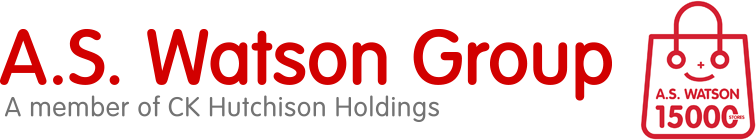 A.S. Watson Group
A member of CK Hutchison Holdings
A.S. WATSON
15000
STORES